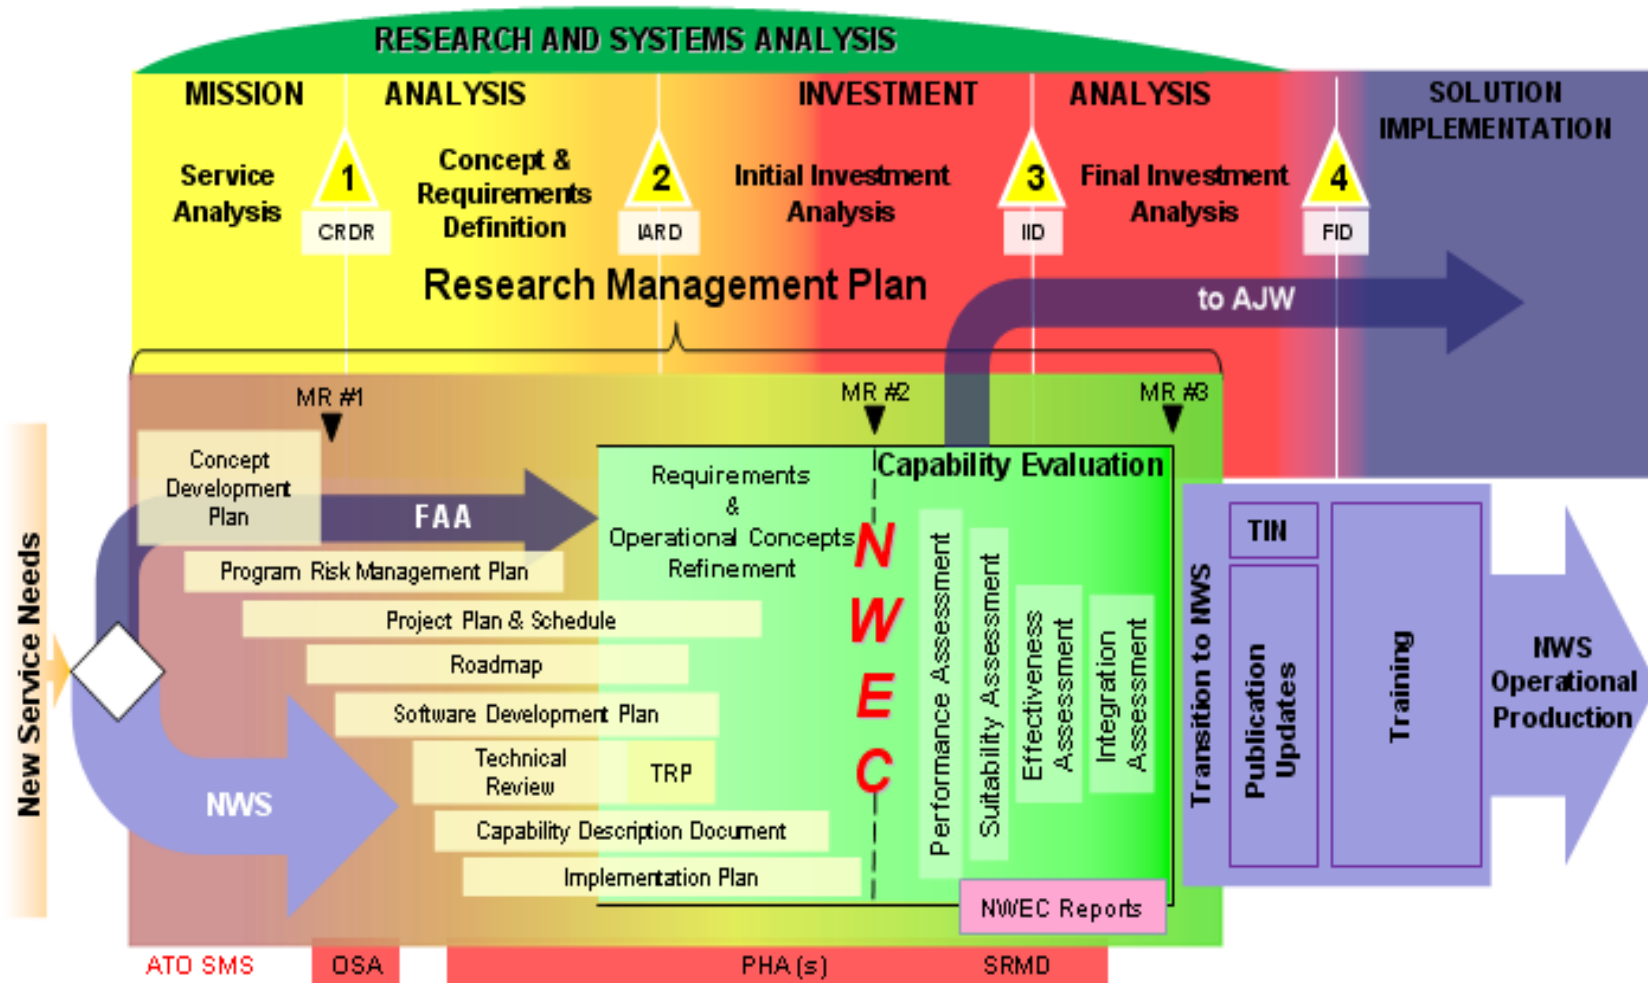 RESEARCH AND SYSTEMS ANALYSIS
MISSION ANALYSIS
INVESTMENT ANALYSIS
SOLUTION
IMPLEMENTATION
Service
Analysis
1
CRDR
Concept &
Requirements
Definition
2
IARD
Initial Investment
Analysis
3
IID
Final Investment
Analysis
4
FID
Research Management Plan
to AJW
MR #1
MR #2
MR #3
New Service Needs
Concept
Development
Plan
FAA
Program Risk Management Plan
Project Plan & Schedule
Roadmap
Software Development Plan
NWS
Technical
Review
TRP
Capability Description Document
Implementation Plan
Requirements
&
Operational Concepts
Refinement
NWEC
Capability Evaluation
Performance Assessment
Suitability Assessment
Effectiveness
Assessment
Integration
Assessment
NWEC Reports
Transition to NWS
TIN
Publication
Updates
Training
NWS
Operational
Production
ATO SMS
OSA
PHA(s)
SRMD